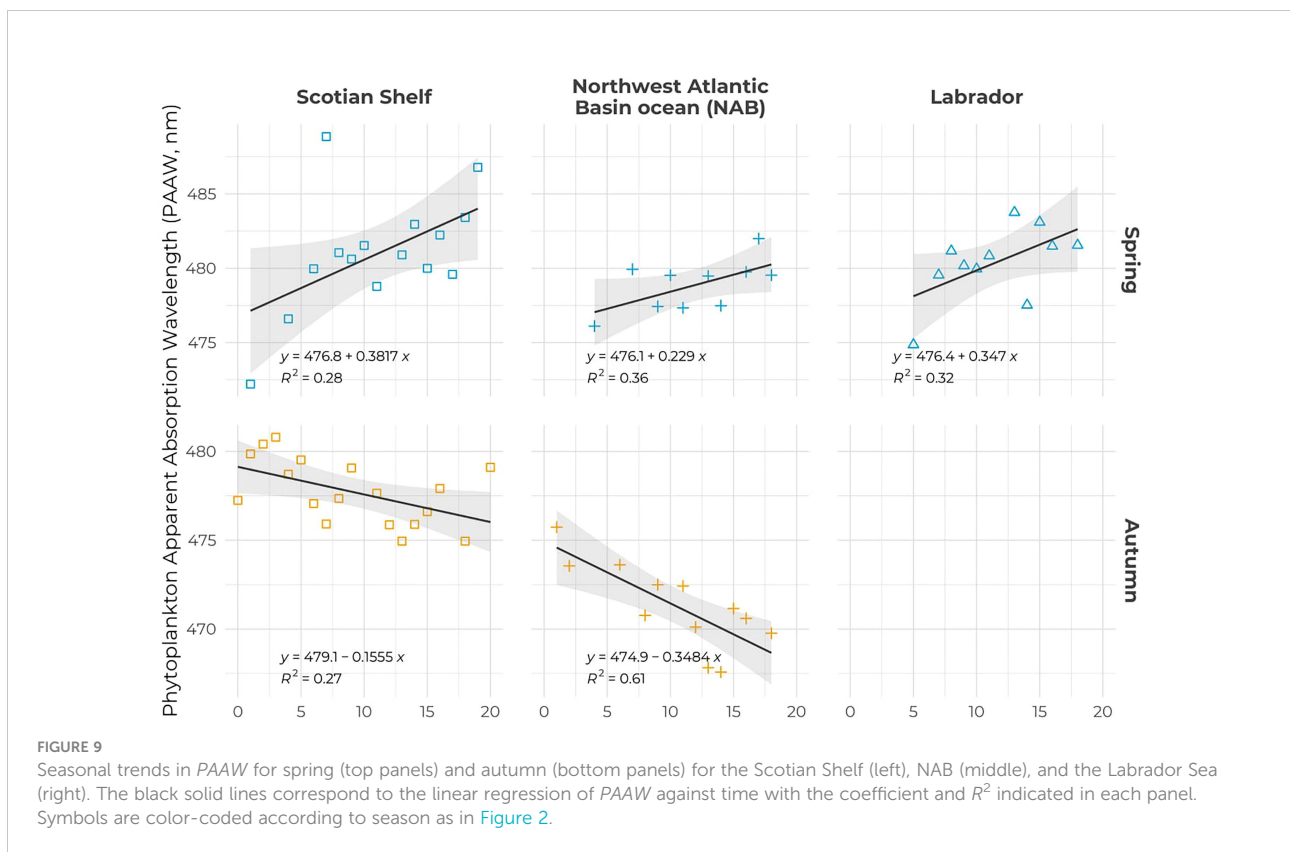 Scotian Shelf
Northwest Atlantic
Basin ocean (NAB)
Labrador
Phytoplankton Apparent Absorption Wavelength (PAAW, nm)
485
480
475
y = 476.8 + 0.3817 x
R² = 0.28
y = 476.1 + 0.229 x
R² = 0.36
y = 476.4 + 0.347 x
R² = 0.32
Spring
480
475
470
y = 479.1 − 0.1555 x
R² = 0.27
y = 474.9 − 0.3484 x
R² = 0.61
Autumn
0 5 10 15 20
0 5 10 15 20
0 5 10 15 20
FIGURE 9
Seasonal trends in PAAW for spring (top panels) and autumn (bottom panels) for the Scotian Shelf (left), NAB (middle), and the Labrador Sea
(right). The black solid lines correspond to the linear regression of PAAW against time with the coefficient and R² indicated in each panel.
Symbols are color-coded according to season as in Figure 2.